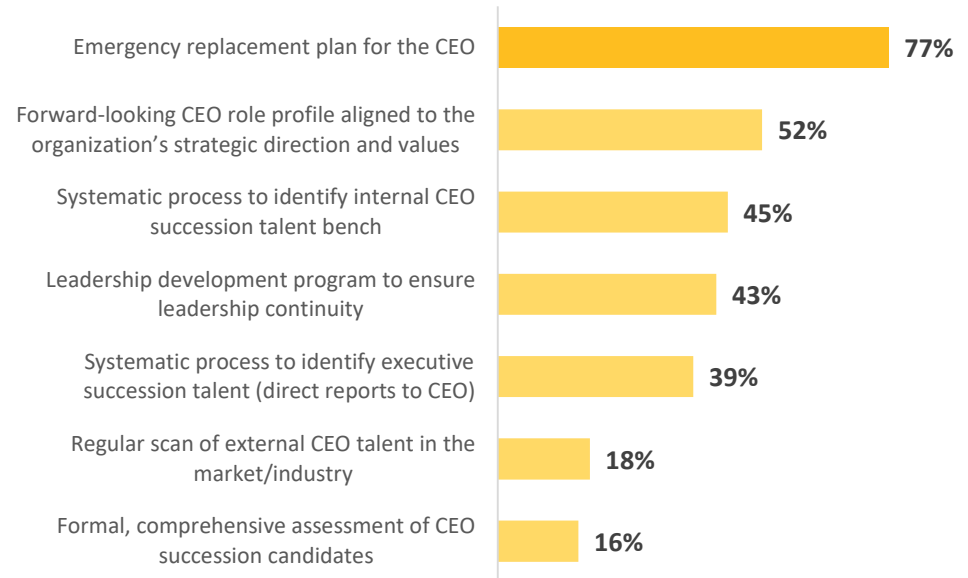 Emergency replacement plan for the CEO
77%
Forward-looking CEO role profile aligned to the
organization’s strategic direction and values
52%
Systematic process to identify internal CEO
succession talent bench
45%
Leadership development program to ensure
leadership continuity
43%
Systematic process to identify executive
succession talent (direct reports to CEO)
39%
Regular scan of external CEO talent in the
market/industry
18%
Formal, comprehensive assessment of CEO
succession candidates
16%